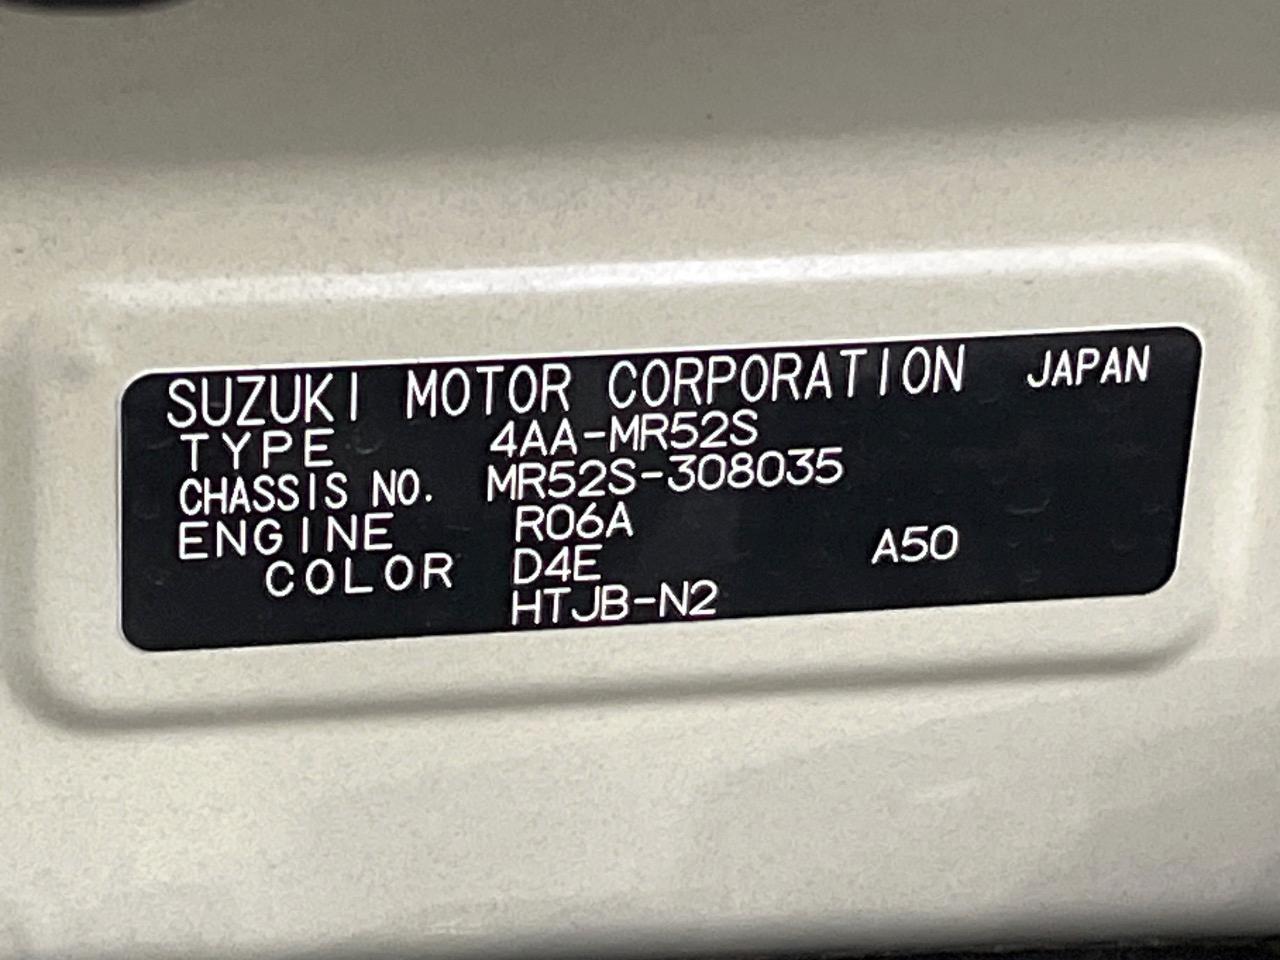 SUZUKI MOTOR CORPORATION JAPAN
TYPE 4AA-MR52S
CHASSIS NO. MR52S-308035
ENGINE R06A
COLOR D4E A50
HTJB-N2